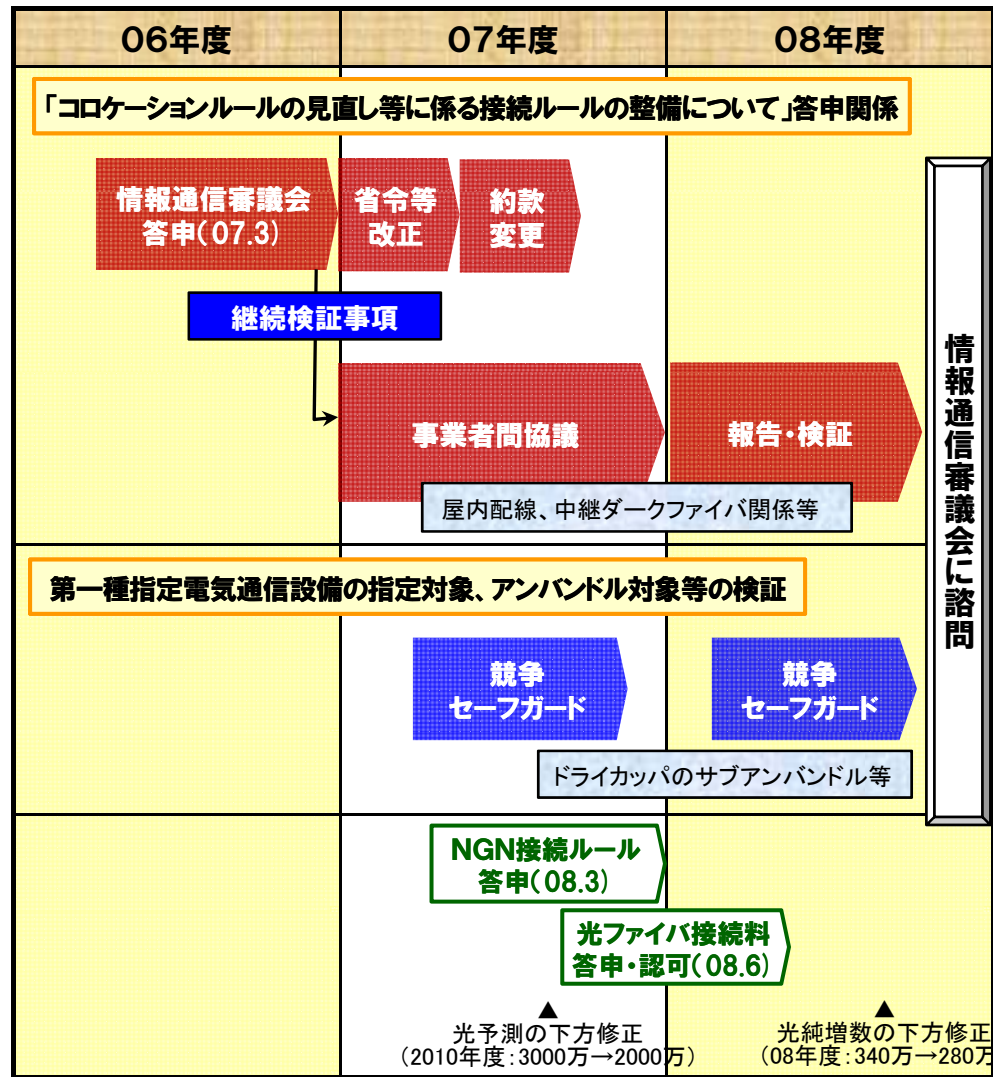 06年度
07年度
08年度
「コロケーションルールの見直し等に係る接続ルールの整備について」答申関係
情報通信審議会
答申(07.3)
省令等
改正
約款
変更
継続検証事項
事業者間協議
報告・検証
屋内配線、中継ダークファイバ関係等
情報通信審議会に諮問
第一種指定電気通信設備の指定対象、アンバンドル対象等の検証
競争
セーフガード
競争
セーフガード
ドライカッパのサブアンバンドル等
NGN接続ルール
答申(08.3)
光ファイバ接続料
答申・認可(08.6)
▲
光予測の下方修正
(2010年度:3000万→2000万)
▲
光純増数の下方修正
(08年度:340万→280万